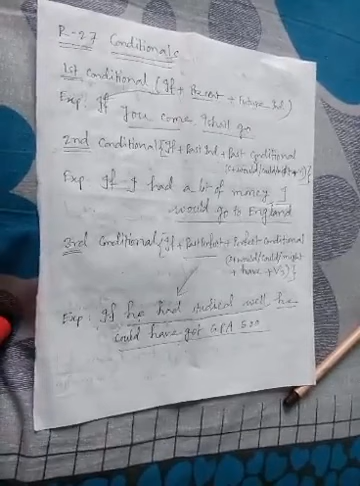 R-27 Conditionals
1st Conditional (If + Present + Future Ind.)
Exp: If you come I shall go
2nd Conditional {If + Past Ind + Past Conditional
(S+would/could/might + V1)}
Exp If I had a lot of money I
would go to England
3rd Conditional {If + Past Perfect + Perfect Conditional
(S+would/could/might
+ have + V3)}
Exp: If he had studied well, he
could have got GPA 5.00